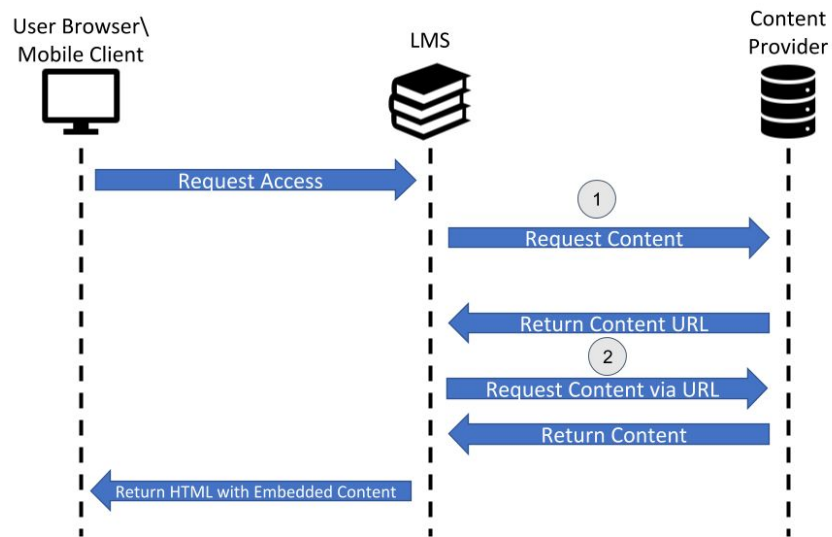 User Browser\
Mobile Client
LMS
Content
Provider
Request Access
1
Request Content
Return Content URL
2
Request Content via URL
Return Content
Return HTML with Embedded Content